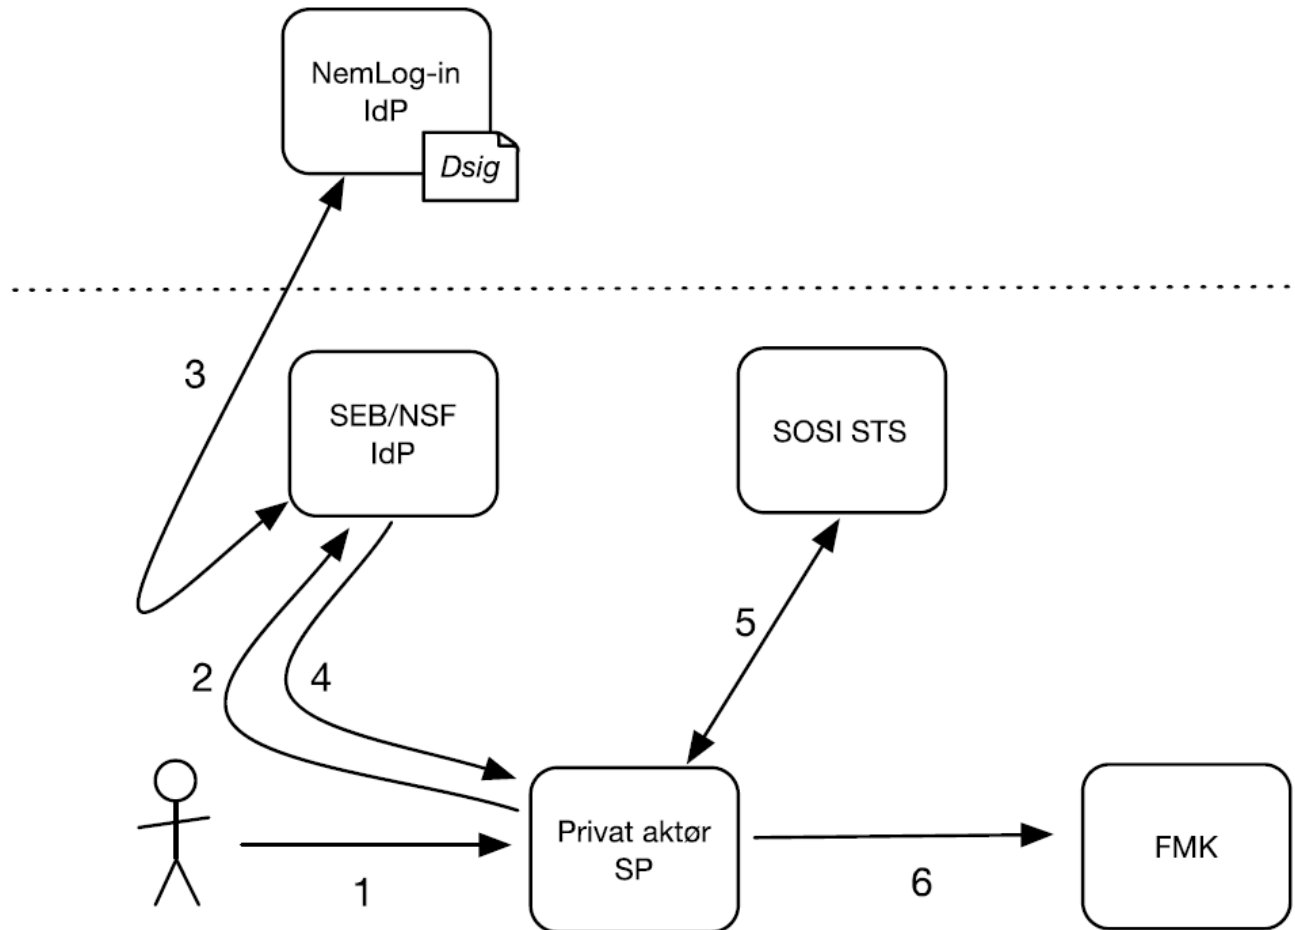 NemLog-in
IdP
Dsig
3
SEB/NSF
IdP
SOSI STS
5
2
4
Privat aktør
SP
FMK
1
6